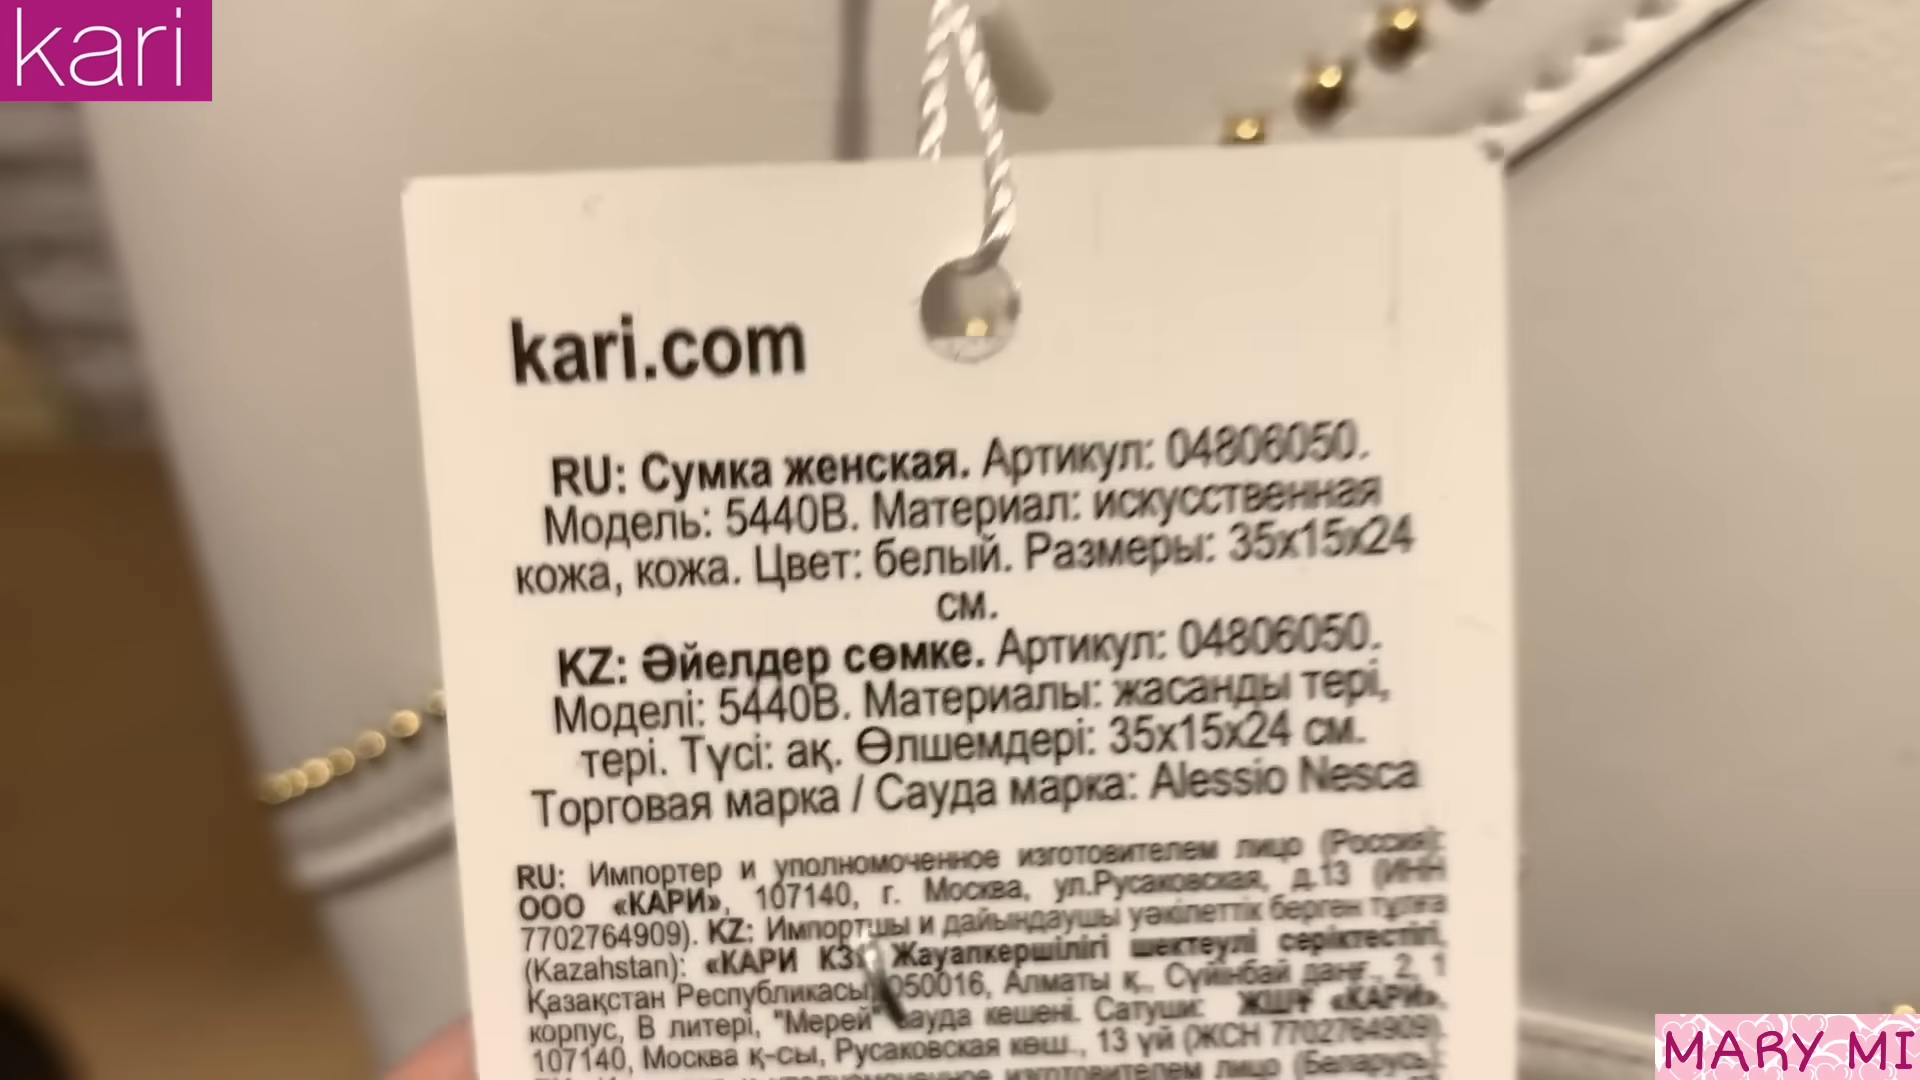 kari
kari.com
RU: Сумка женская. Артикул: 04806050.
Модель: 5440B. Материал: искусственная
кожа, кожа. Цвет: белый. Размеры: 35x15x24
см.
KZ: Әйелдер сөмке. Артикул: 04806050.
Моделі: 5440B. Материалы: жасанды тері,
тері. Түсі: ақ. Өлшемдері: 35x15x24 см.
Торговая марка / Сауда марка: Alessio Nesca
RU: Импортер и уполномоченное изготовителем лицо (Россия):
ООО «КАРИ», 107140, г. Москва, ул.Русаковская, д.13 (ИНН
7702764909). KZ: Импортшы и дайындаушы уәкілеттік берген тұлға
(Kazahstan): «КАРИ КЗ» Жауапкершілігі шектеулі серіктестігі,
Қазақстан Республикасы, 050016, Алматы қ., Сүйінбай даңғ., 2, 1
корпус, В литері, "Мерей" сауда кешені. Сатушы: ЖШҚ «КАРИ»,
107140, Москва қ-сы, Русаковская көш., 13 үй (ЖСН 7702764909).
уполномоченное изготовителем лицо (Беларусь):
MARY MI